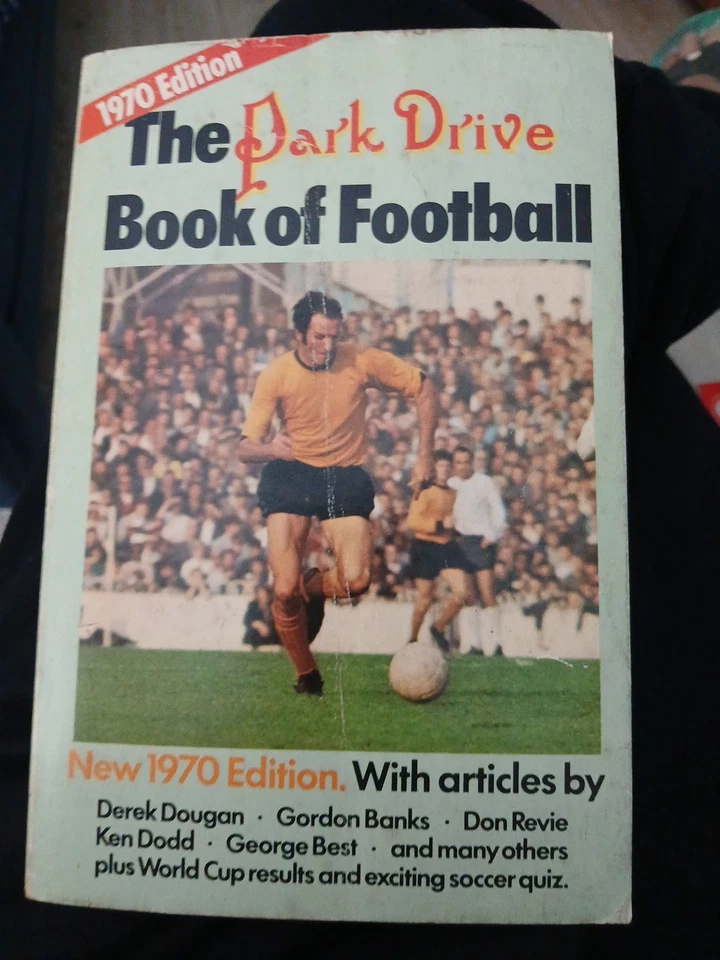 1970 Edition
The Park Drive
Book of Football
New 1970 Edition. With articles by
Derek Dougan · Gordon Banks · Don Revie
Ken Dodd · George Best · and many others
plus World Cup results and exciting soccer quiz.